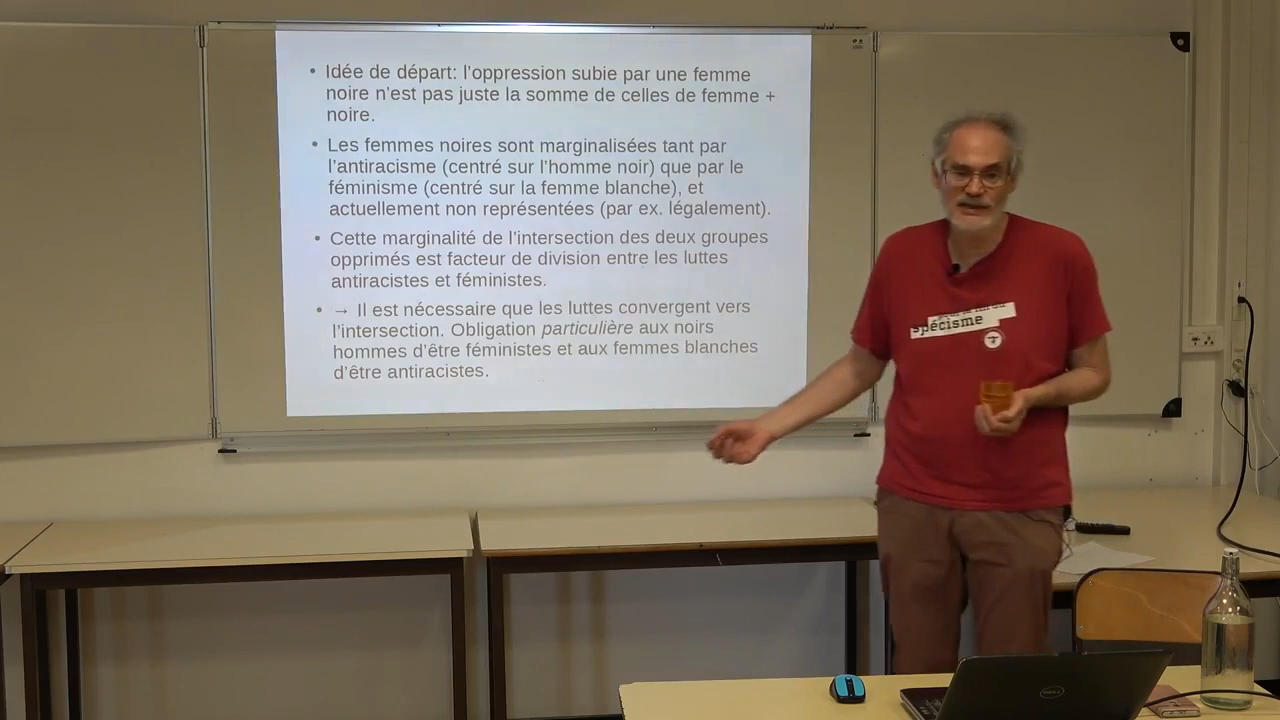 • Idée de départ: l'oppression subie par une femme
noire n'est pas juste la somme de celles de femme +
noire.
• Les femmes noires sont marginalisées tant par
l'antiracisme (centré sur l'homme noir) que par le
féminisme (centré sur la femme blanche), et
actuellement non représentées (par ex. légalement).
• Cette marginalité de l'intersection des deux groupes
opprimés est facteur de division entre les luttes
antiracistes et féministes.
• → Il est nécessaire que les luttes convergent vers
l'intersection. Obligation particulière aux noirs
hommes d'être féministes et aux femmes blanches
d'être antiracistes.
spécisme
DELL